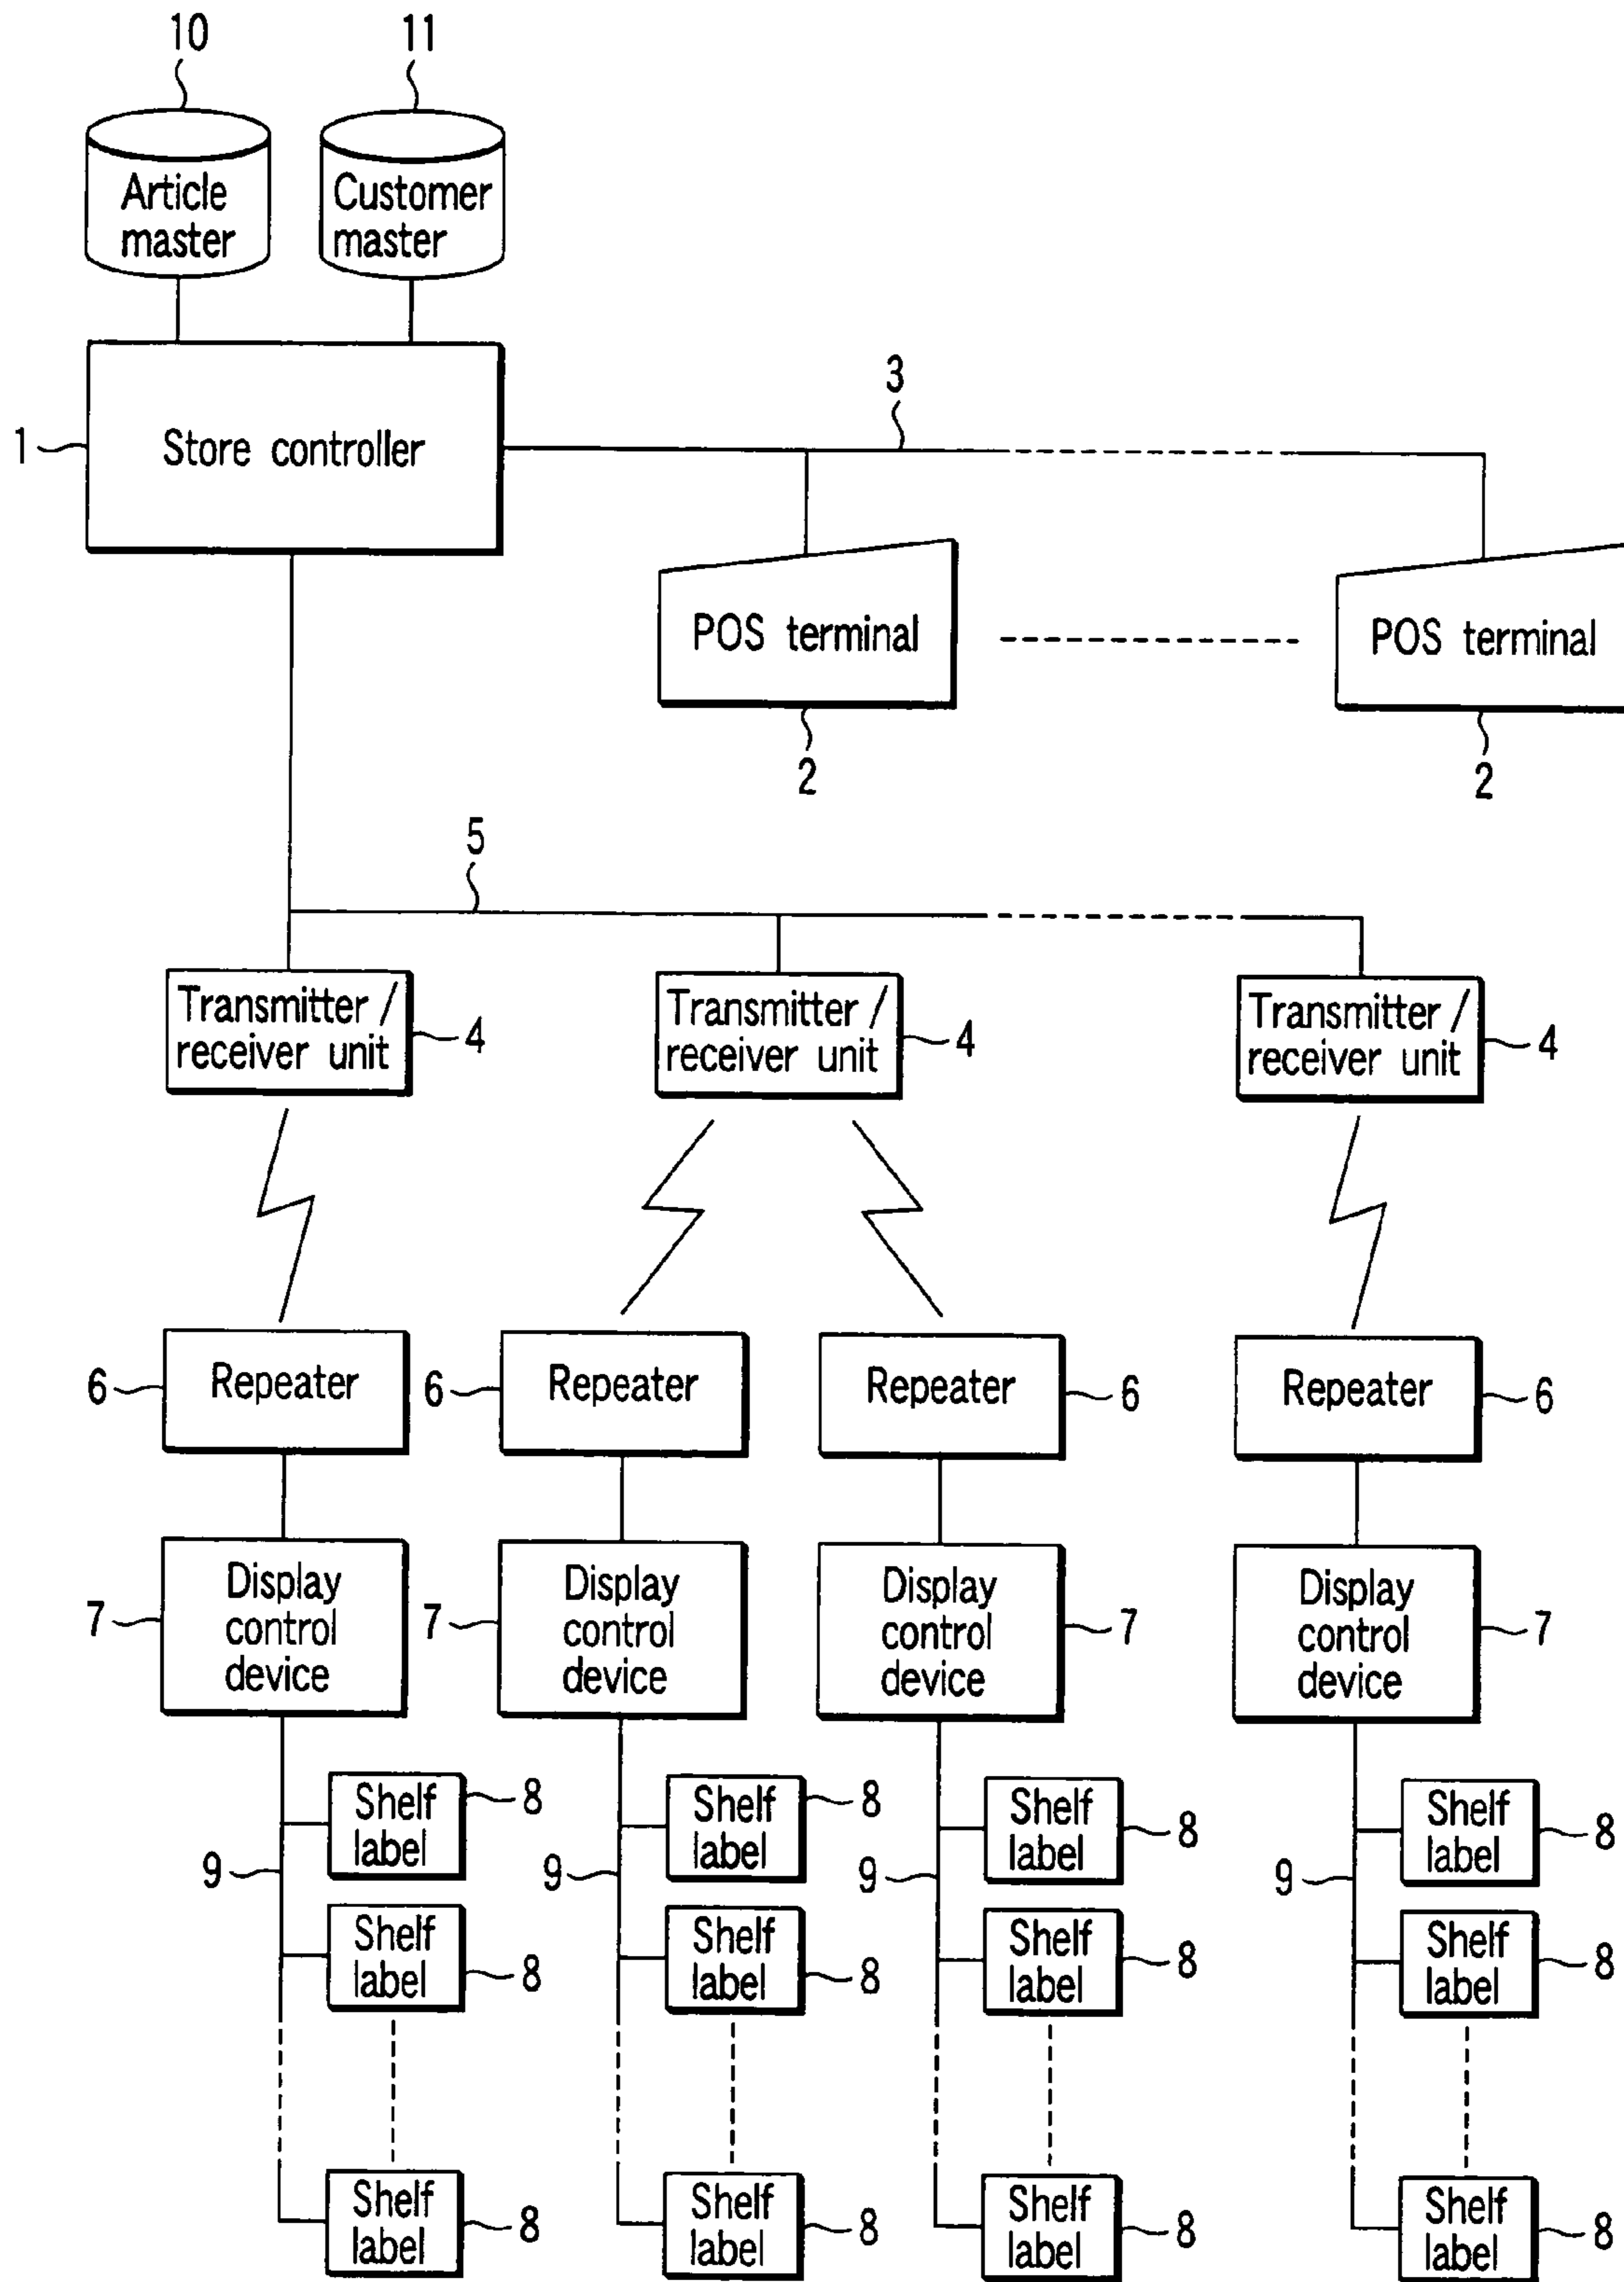 10
11
Article
master
Customer
master
3
1
Store controller
POS terminal
POS terminal
2
2
5
Transmitter/
receiver unit
4
Transmitter/
receiver unit
4
Transmitter/
receiver unit
4
6
Repeater
6
Repeater
Repeater
6
Repeater
6
7
Display
control
device
7
Display
control
device
Display
control
device
7
Display
control
device
7
Shelf
label
8
Shelf
label
8
Shelf
label
8
Shelf
label
8
9
9
9
9
Shelf
label
8
Shelf
label
8
Shelf
label
8
Shelf
label
8
Shelf
label
8
Shelf
label
8
Shelf
label
8
Shelf
label
8